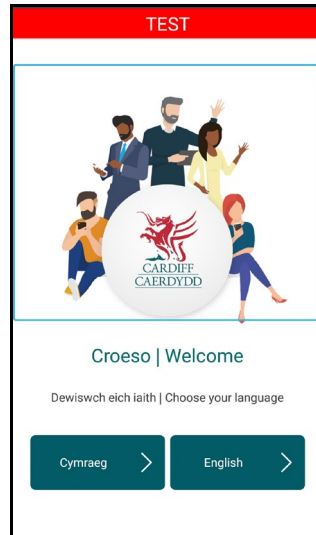 TEST
CARDIFF
CAERDYDD
Croeso | Welcome
Dewiswch eich iaith | Choose your language
Cymraeg
English